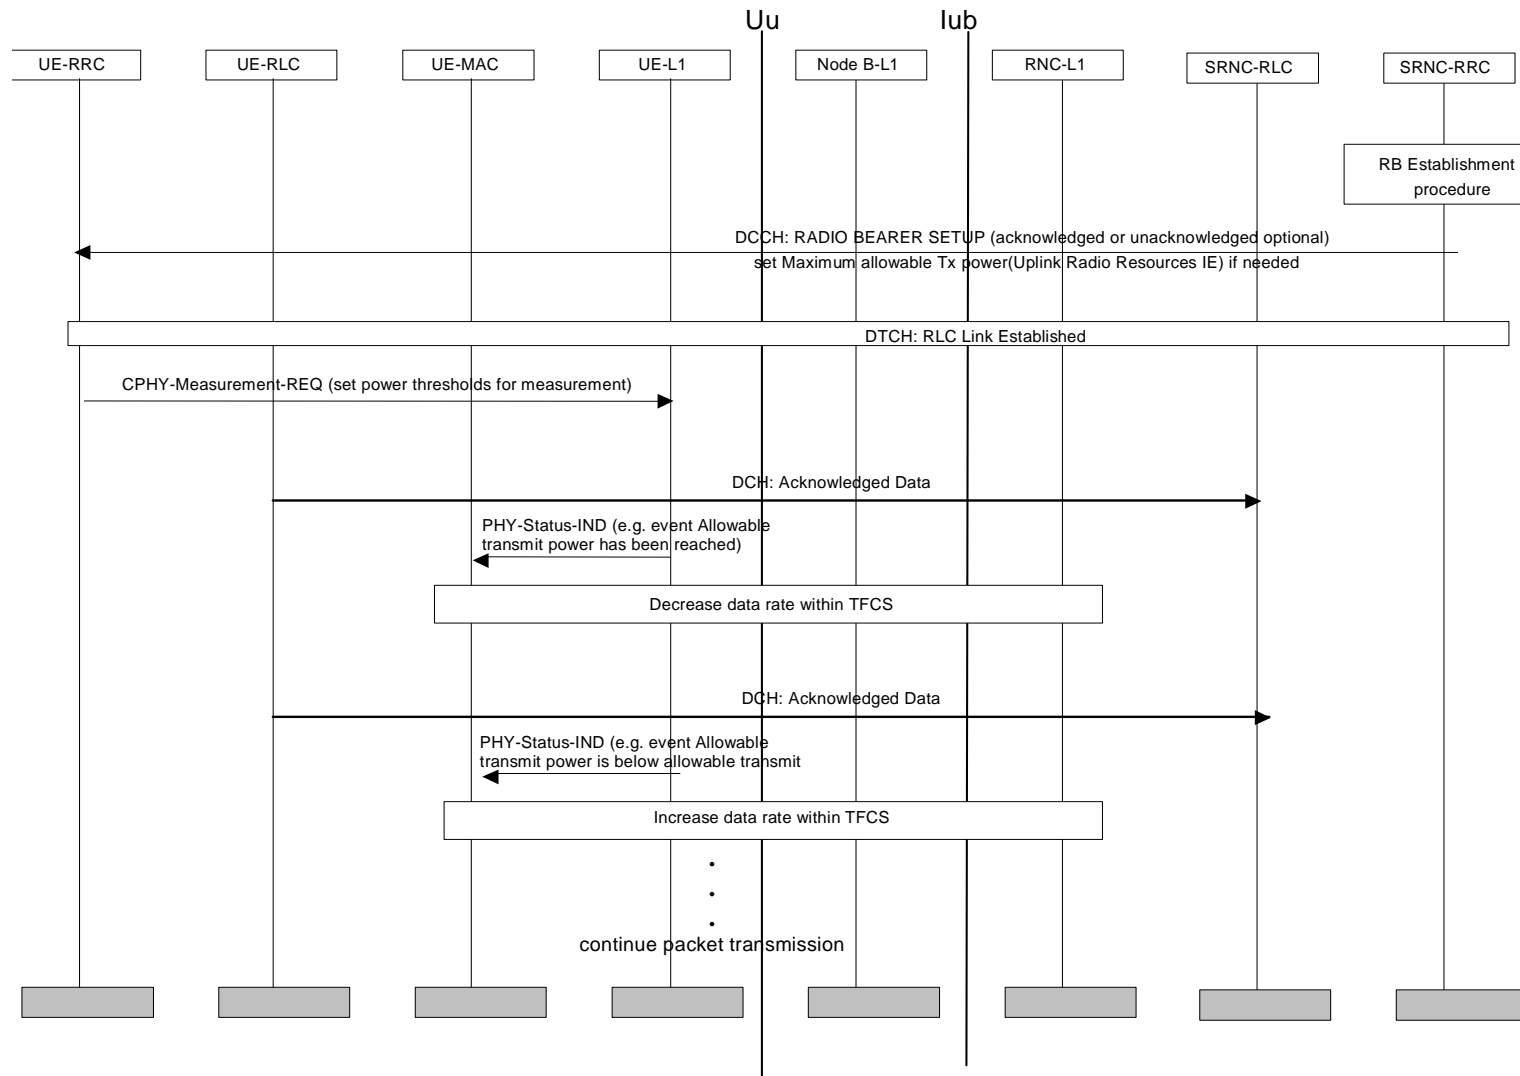 Uu
Iub
UE-RRC
UE-RLC
UE-MAC
UE-L1
Node B-L1
RNC-L1
SRNC-RLC
SRNC-RRC
RB Establishment
procedure
DCCH: RADIO BEARER SETUP (acknowledged or unacknowledged optional)
set Maximum allowable Tx power(Uplink Radio Resources IE) if needed
DTCH: RLC Link Established
CPHY-Measurement-REQ (set power thresholds for measurement)
DCH: Acknowledged Data
PHY-Status-IND (e.g. event Allowable
transmit power has been reached)
Decrease data rate within TFCS
DCH: Acknowledged Data
PHY-Status-IND (e.g. event Allowable
transmit power is below allowable transmit
Increase data rate within TFCS
.
.
.
continue packet transmission